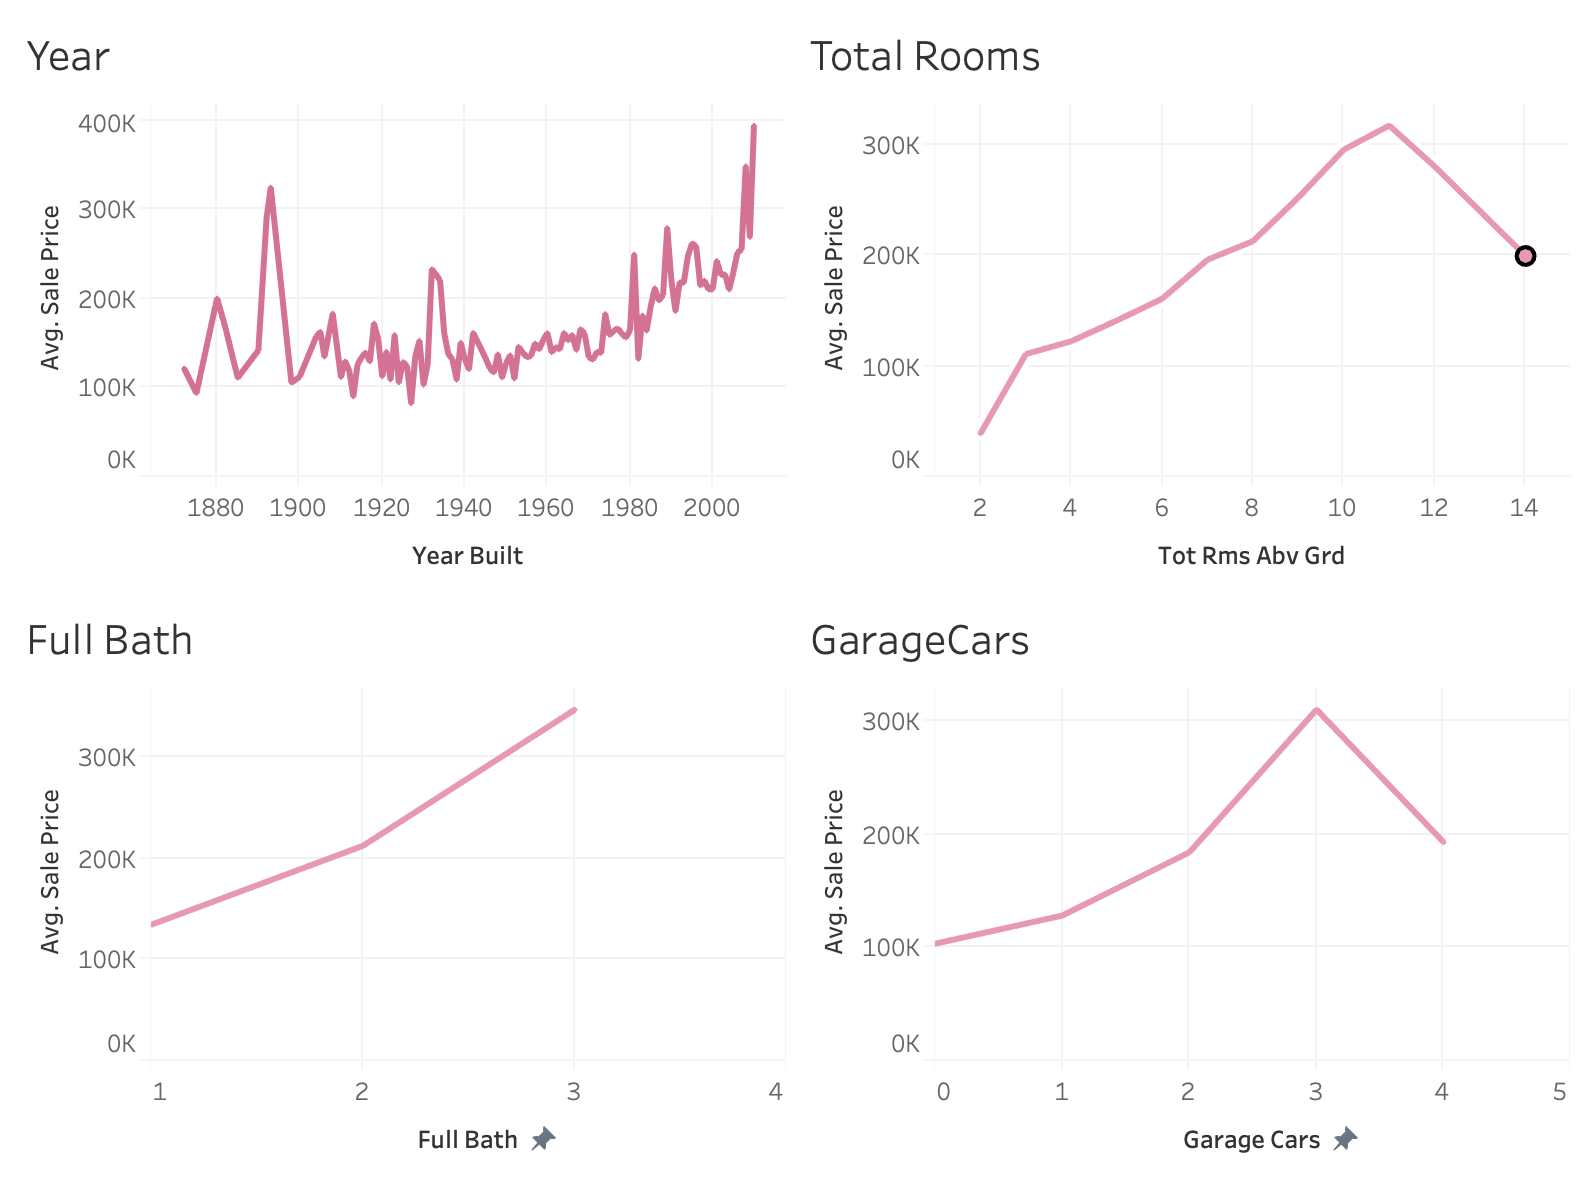 Year
Avg. Sale Price
400K
300K
200K
100K
0K
1880 1900 1920 1940 1960 1980 2000
Year Built
Total Rooms
Avg. Sale Price
300K
200K
100K
0K
2 4 6 8 10 12 14
Tot Rms Abv Grd
Full Bath
Avg. Sale Price
300K
200K
100K
0K
1 2 3 4
Full Bath
GarageCars
Avg. Sale Price
300K
200K
100K
0K
0 1 2 3 4 5
Garage Cars